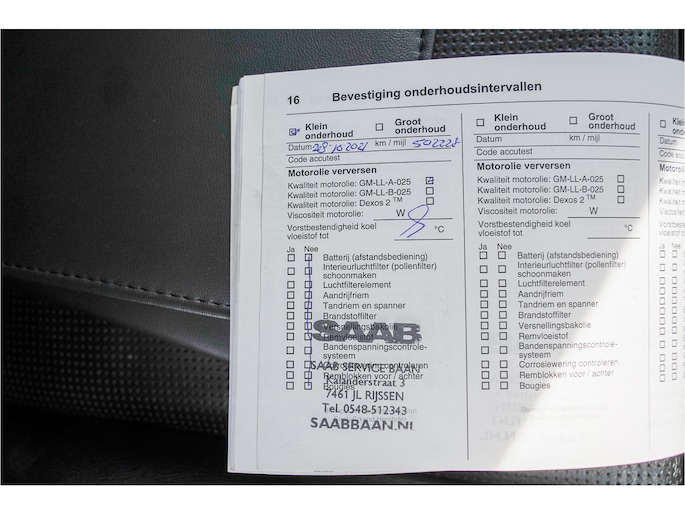 16 Bevestiging onderhoudsintervallen
Klein onderhoud
Groot onderhoud
Datum 28-10-2021 km / mijl 502228
Code accutest
Motorolie verversen
Kwaliteit motorolie: GM-LL-A-025
Kwaliteit motorolie: GM-LL-B-025
Kwaliteit motorolie: Dexos 2 TM
Viscositeit motorolie: W
Vorstbestendigheid koel
vloeistof tot °C
Ja Nee
Batterij (afstandsbediening)
Interieurluchtfilter (pollenfilter)
schoonmaken
Luchtfilterelement
Aandrijfriem
Tandriem en spanner
Brandstoffilter
Versnellingsbakolie
Remvloeistof
Bandenspanningscontrole-
systeem
Corrosiewering controleren
Remblokken voor / achter
Bougies
SAAB
SAAB SERVICE BAAN
Kalanderstraat 3
7461 JL RIJSSEN
Tel. 0548-512343
SAABBAAN.NL
Klein
onderhoud
Groot
onderhoud
Datum km / mijl
Code accutest
Motorolie verversen
Kwaliteit motorolie: GM-LL-A-025
Kwaliteit motorolie: GM-LL-B-025
Kwaliteit motorolie: Dexos 2 TM
Viscositeit motorolie: W
Vorstbestendigheid koel
vloeistof tot °C
Ja Nee
Batterij (afstandsbediening)
Interieurluchtfilter (pollenfilter)
schoonmaken
Luchtfilterelement
Aandrijfriem
Tandriem en spanner
Brandstoffilter
Versnellingsbakolie
Remvloeistof
Bandenspanningscontrole-
systeem
Corrosiewering controleren
Remblokken voor / achter
Bougies
Datum
Code